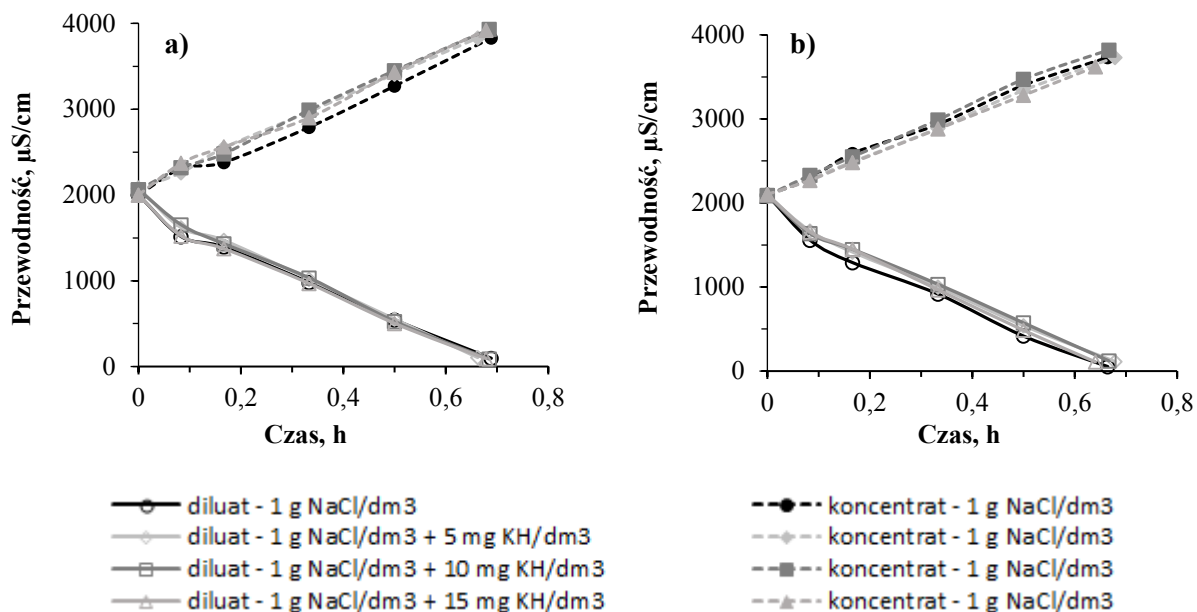 a)
Przewodność, µS/cm
4000
3000
2000
1000
0
0 0,2 0,4 0,6 0,8
Czas, h
b)
Przewodność, µS/cm
4000
3000
2000
1000
0
0 0,2 0,4 0,6 0,8
Czas, h
diluat - 1 g NaCl/dm3
diluat - 1 g NaCl/dm3 + 5 mg KH/dm3
diluat - 1 g NaCl/dm3 + 10 mg KH/dm3
diluat - 1 g NaCl/dm3 + 15 mg KH/dm3
koncentrat - 1 g NaCl/dm3
koncentrat - 1 g NaCl/dm3
koncentrat - 1 g NaCl/dm3
koncentrat - 1 g NaCl/dm3